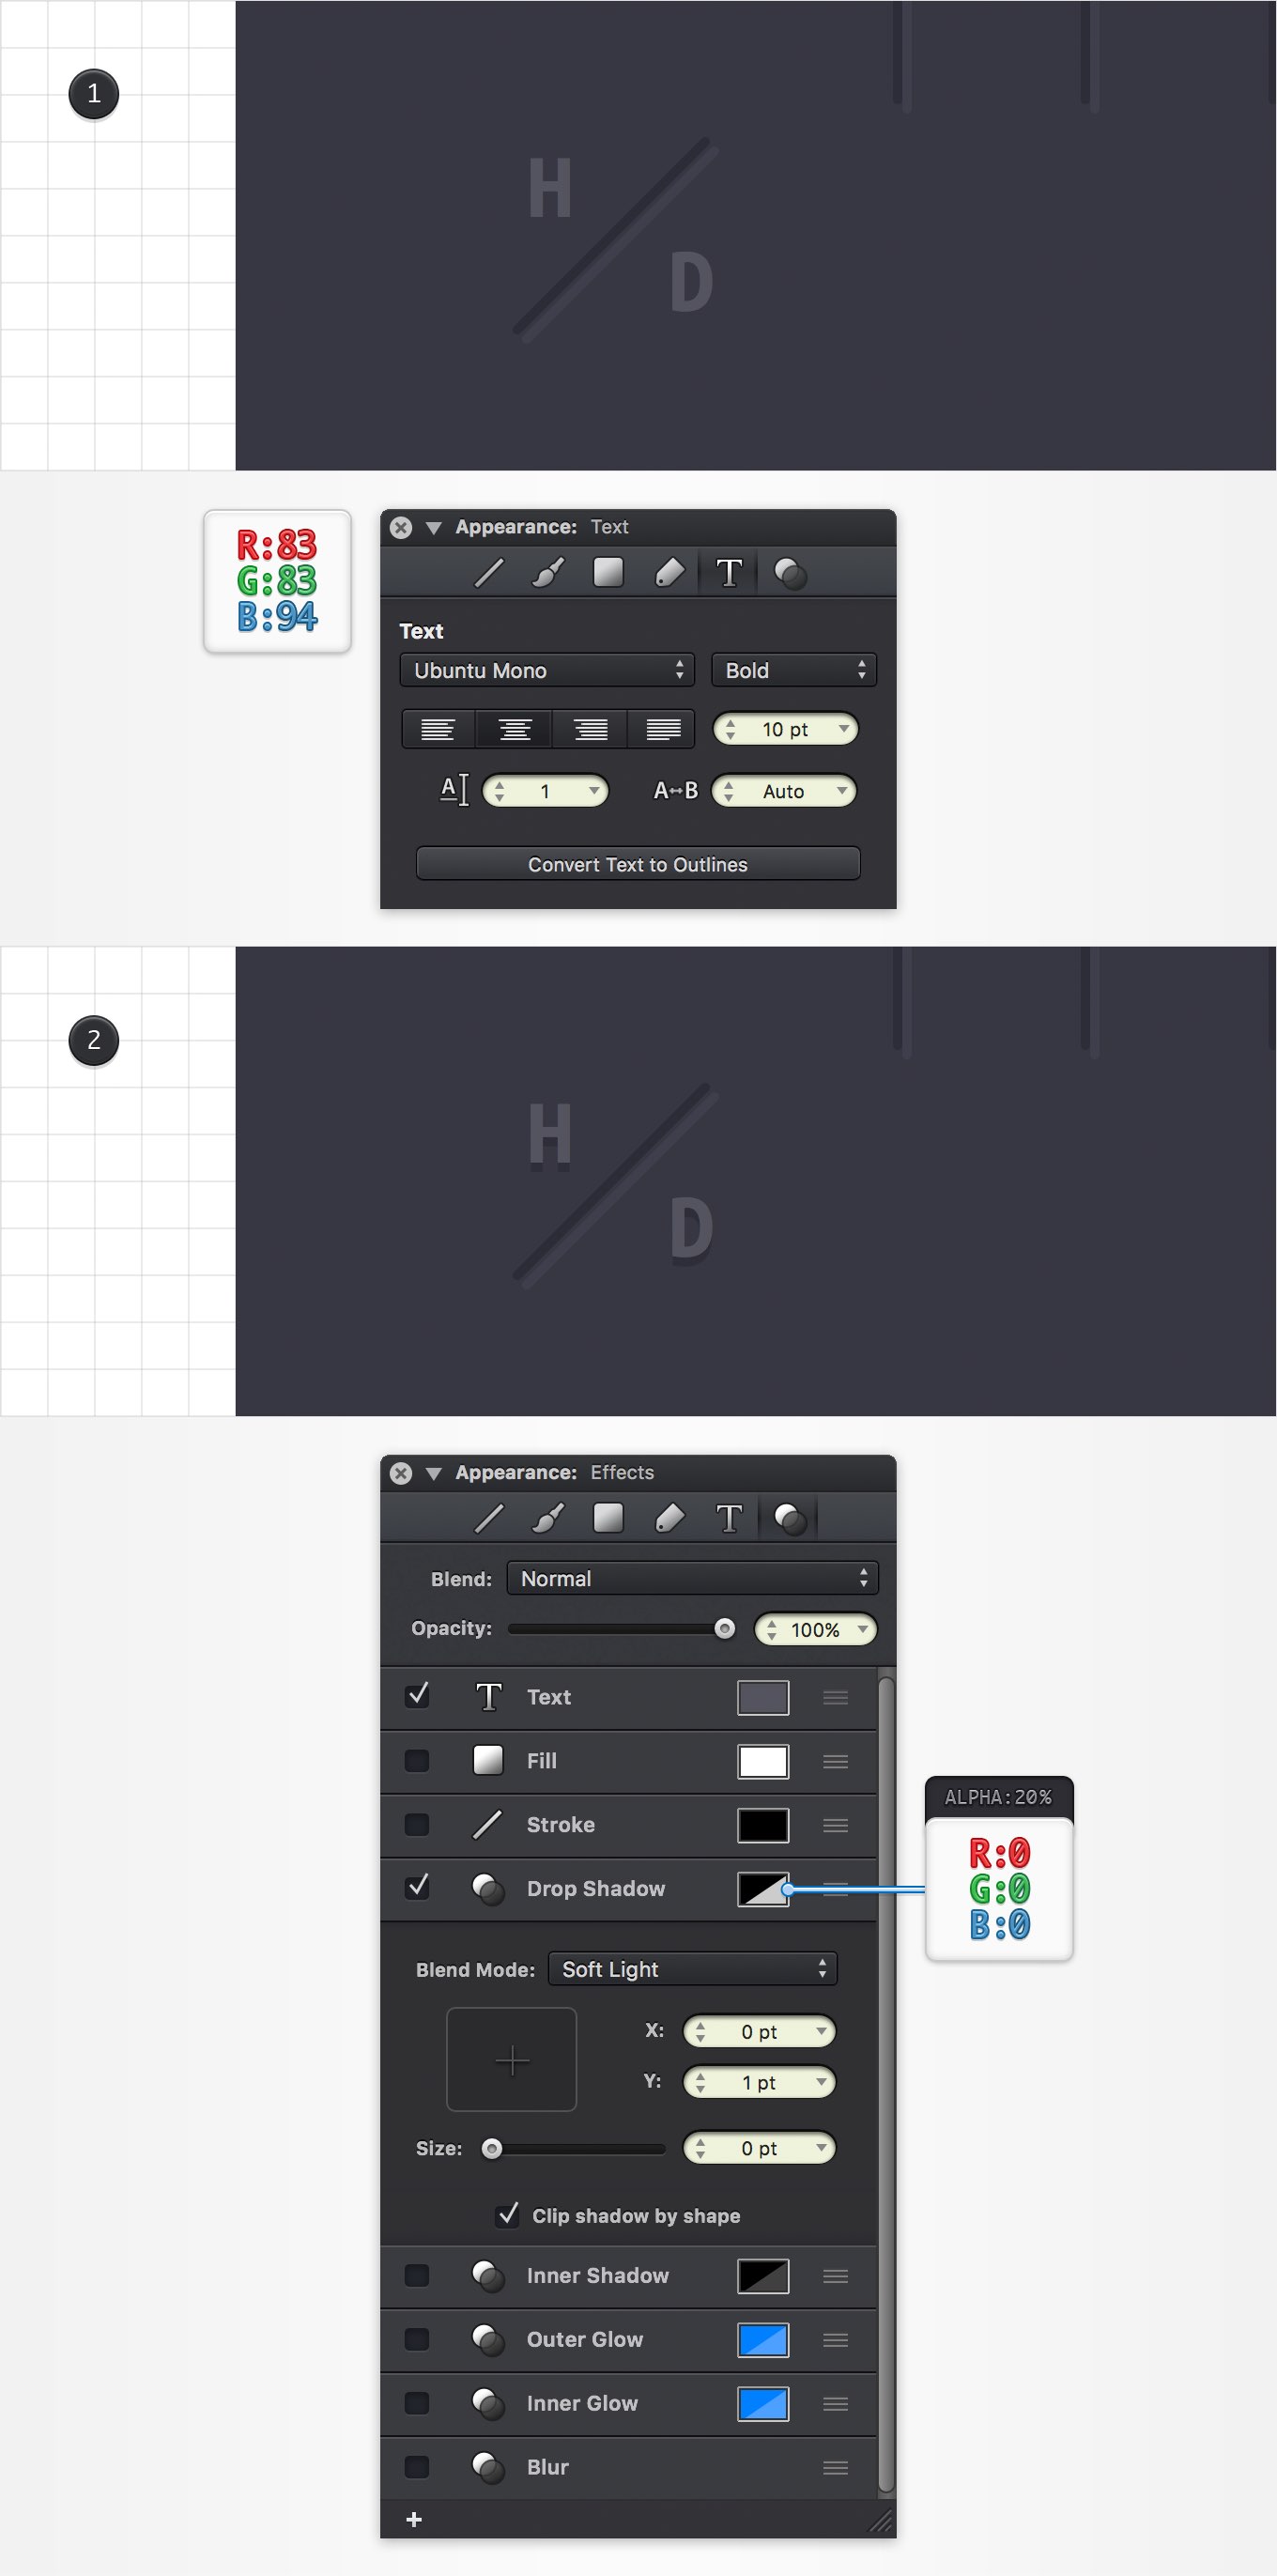 1
H
D
R:83
G:83
B:94
Appearance: Text
T
Text
Ubuntu Mono Bold
10 pt
A 1 A↔B Auto
Convert Text to Outlines
2
H
D
Appearance: Effects
T
Blend: Normal
Opacity: 100%
T Text
Fill
Stroke
Drop Shadow
ALPHA:20%
R:0
G:0
B:0
Blend Mode: Soft Light
X: 0 pt
Y: 1 pt
Size: 0 pt
Clip shadow by shape
Inner Shadow
Outer Glow
Inner Glow
Blur
+